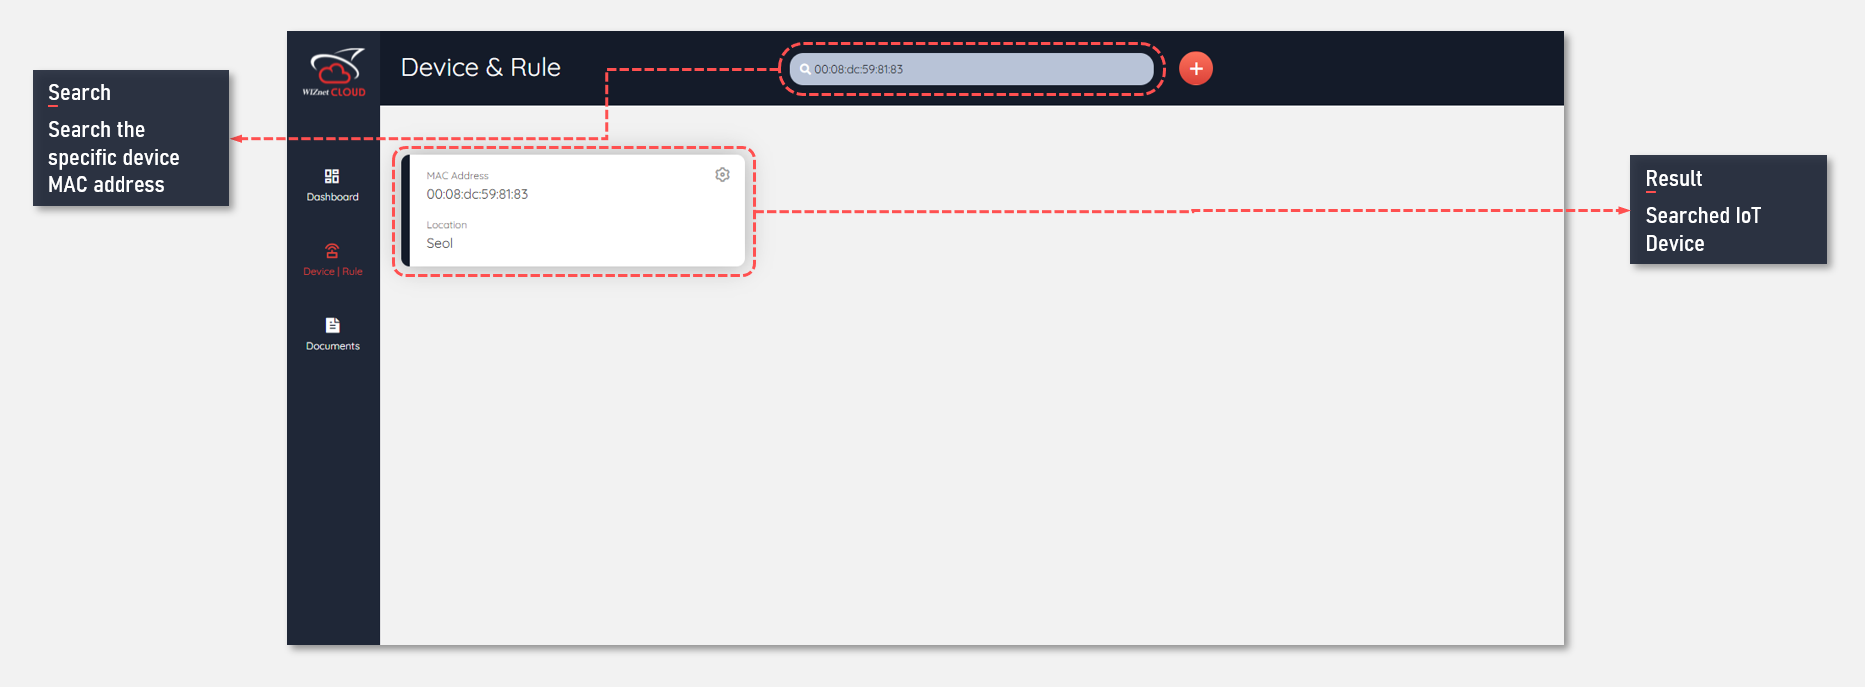 Search
Search the
specific device
MAC address
WIZnet CLOUD
Device & Rule
00:08:dc:59:81:83
+
Dashboard
Device | Rule
Documents
MAC Address
00:08:dc:59:81:83
Location
Seol
Result
Searched IoT
Device